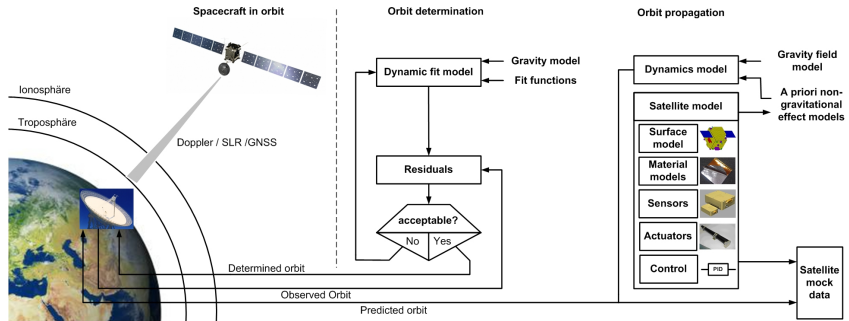 Spacecraft in orbit
Orbit determination
Orbit propagation
Ionosphäre
Troposphäre
Doppler / SLR /GNSS
Dynamic fit model
Gravity model
Fit functions
Residuals
acceptable?
No
Yes
Determined orbit
Observed Orbit
Predicted orbit
Dynamics model
Gravity field
model
A priori non-
gravitational
effect models
Satellite model
Surface
model
Material
models
Sensors
Actuators
Control
PID
Satellite
mock
data